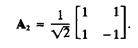 A₂ = 1/√2 [1 1
1 -1].